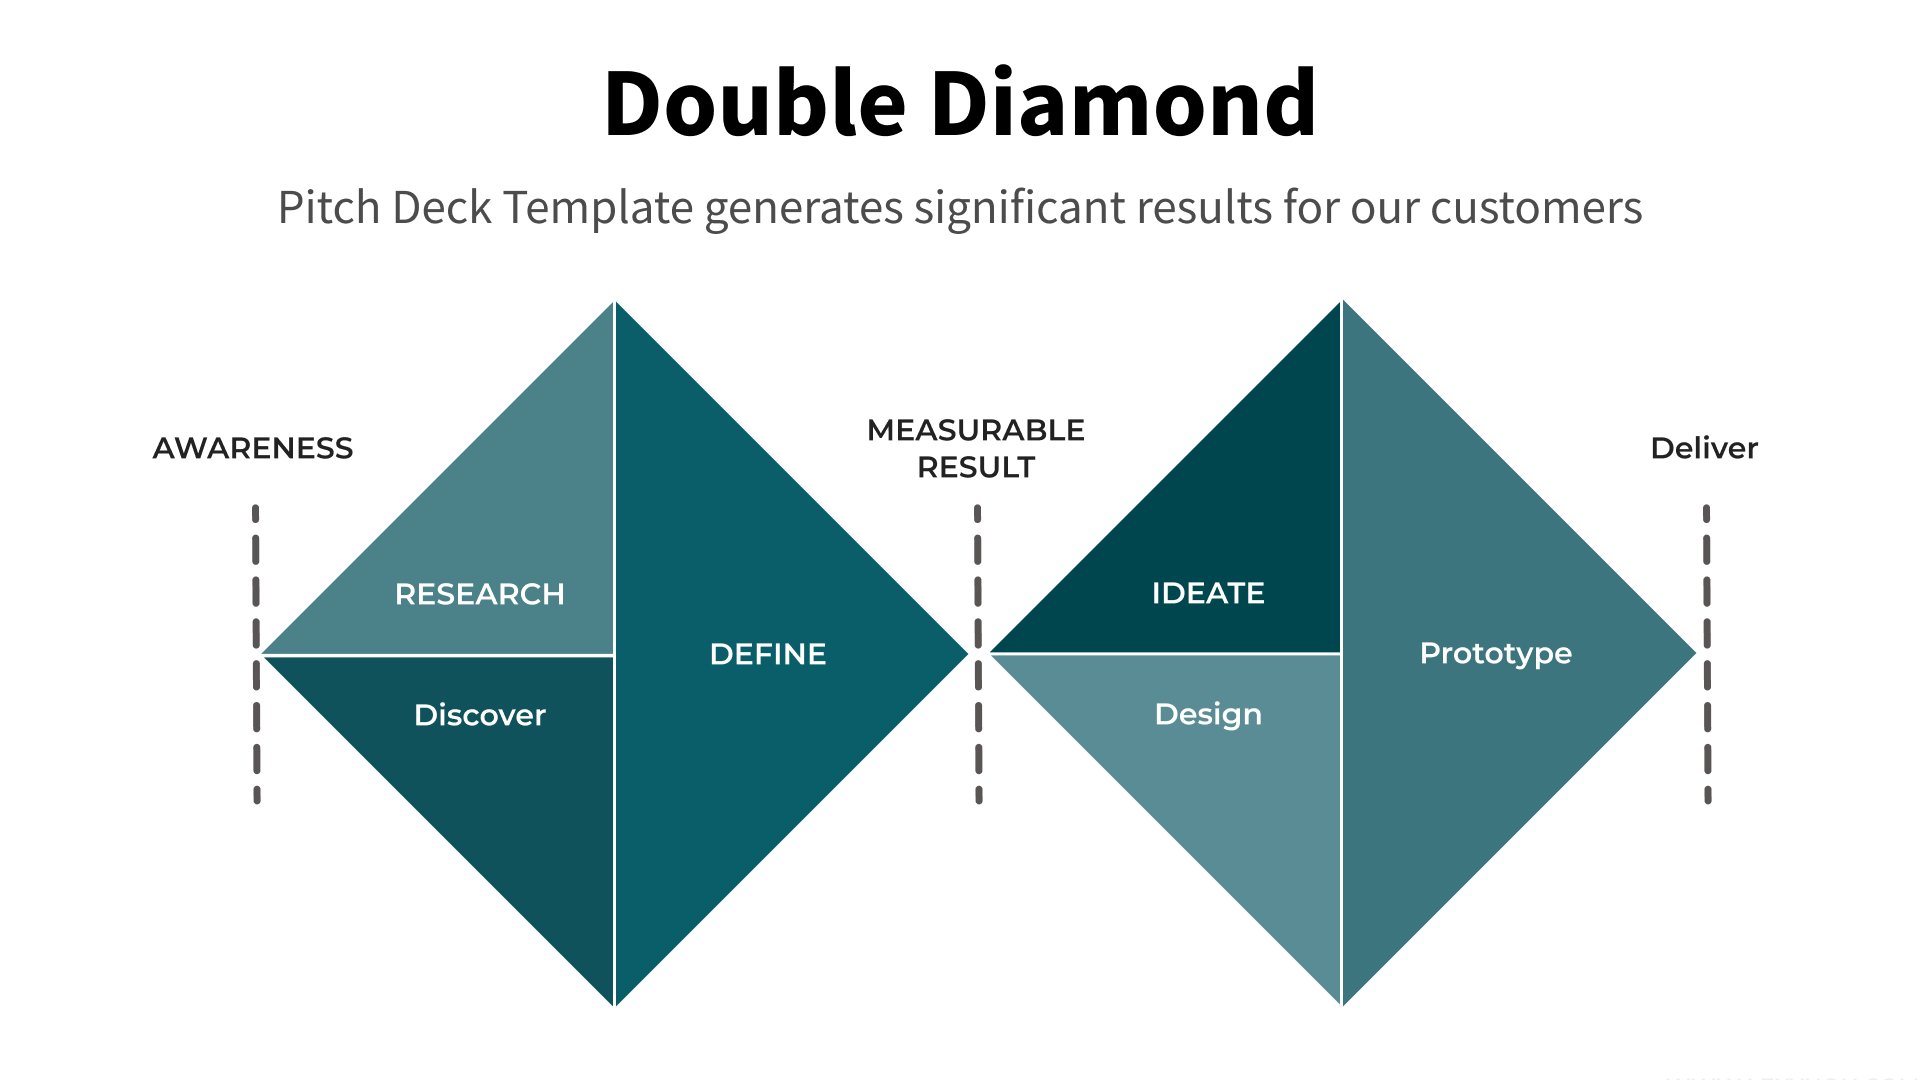 Double Diamond
Pitch Deck Template generates significant results for our customers
AWARENESS
RESEARCH
Discover
DEFINE
MEASURABLE
RESULT
IDEATE
Design
Prototype
Deliver